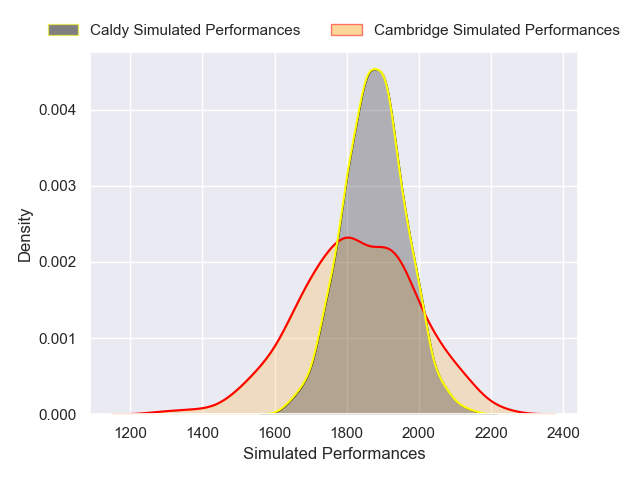 Caldy Simulated Performances Cambridge Simulated Performances
0.004
0.003
0.002
0.001
0.000
Density
1200 1400 1600 1800 2000 2200 2400
Simulated Performances